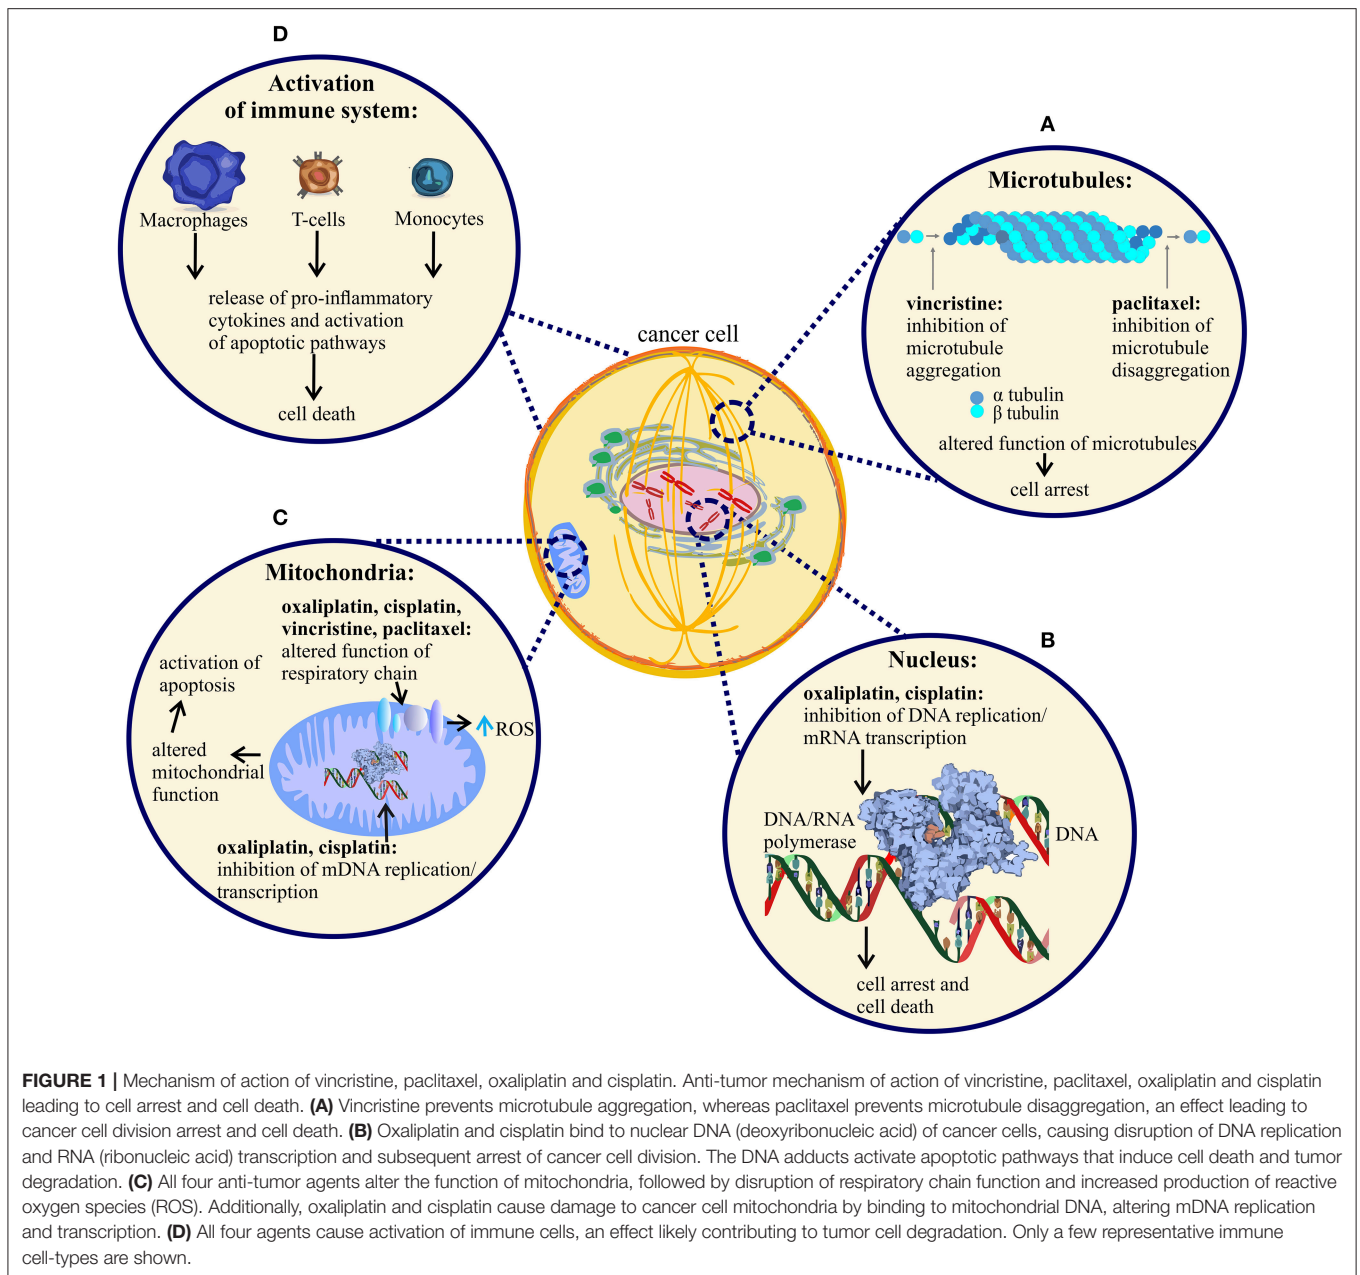 D
Activation
of immune system:
Macrophages
T-cells
Monocytes
release of pro-inflammatory
cytokines and activation
of apoptotic pathways
cell death
A
Microtubules:
vincristine:
inhibition of
microtubule
aggregation
paclitaxel:
inhibition of
microtubule
disaggregation
α tubulin
β tubulin
altered function of microtubules
cell arrest
cancer cell
C
Mitochondria:
oxaliplatin, cisplatin,
vincristine, paclitaxel:
altered function of
respiratory chain
activation of
apoptosis
ROS
altered
mitochondrial
function
oxaliplatin, cisplatin:
inhibition of mDNA replication/
transcription
B
Nucleus:
oxaliplatin, cisplatin:
inhibition of DNA replication/
mRNA transcription
DNA/RNA
polymerase
DNA
cell arrest and
cell death
FIGURE 1 | Mechanism of action of vincristine, paclitaxel, oxaliplatin and cisplatin. Anti-tumor mechanism of action of vincristine, paclitaxel, oxaliplatin and cisplatin
leading to cell arrest and cell death. (A) Vincristine prevents microtubule aggregation, whereas paclitaxel prevents microtubule disaggregation, an effect leading to
cancer cell division arrest and cell death. (B) Oxaliplatin and cisplatin bind to nuclear DNA (deoxyribonucleic acid) of cancer cells, causing disruption of DNA replication
and RNA (ribonucleic acid) transcription and subsequent arrest of cancer cell division. The DNA adducts activate apoptotic pathways that induce cell death and tumor
degradation. (C) All four anti-tumor agents alter the function of mitochondria, followed by disruption of respiratory chain function and increased production of reactive
oxygen species (ROS). Additionally, oxaliplatin and cisplatin cause damage to cancer cell mitochondria by binding to mitochondrial DNA, altering mDNA replication
and transcription. (D) All four agents cause activation of immune cells, an effect likely contributing to tumor cell degradation. Only a few representative immune
cell-types are shown.